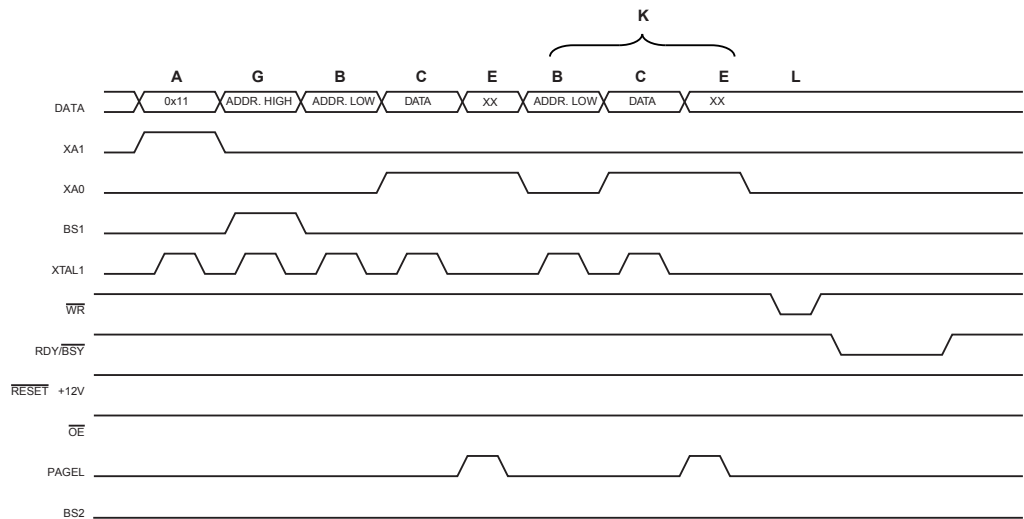 K
A G B C E B C E L
DATA 0x11 ADDR. HIGH ADDR. LOW DATA XX ADDR. LOW DATA XX
XA1
XA0
BS1
XTAL1
WR
RDY/BSY
RESET +12V
OE
PAGEL
BS2